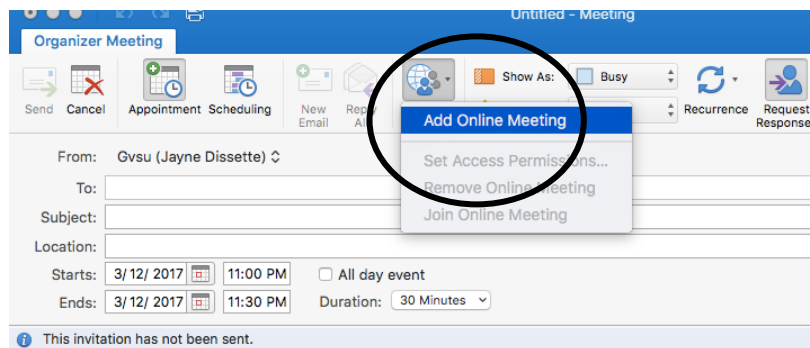 Untitled - Meeting
Organizer Meeting
Send Cancel Appointment Scheduling New Email Reply Show As: Busy Recurrence Request Response
Add Online Meeting
Set Access Permissions...
Remove Online Meeting
Join Online Meeting
From: Gvsu (Jayne Dissette)
To:
Subject:
Location:
Starts: 3/12/2017 11:00 PM All day event
Ends: 3/12/2017 11:30 PM Duration: 30 Minutes
This invitation has not been sent.